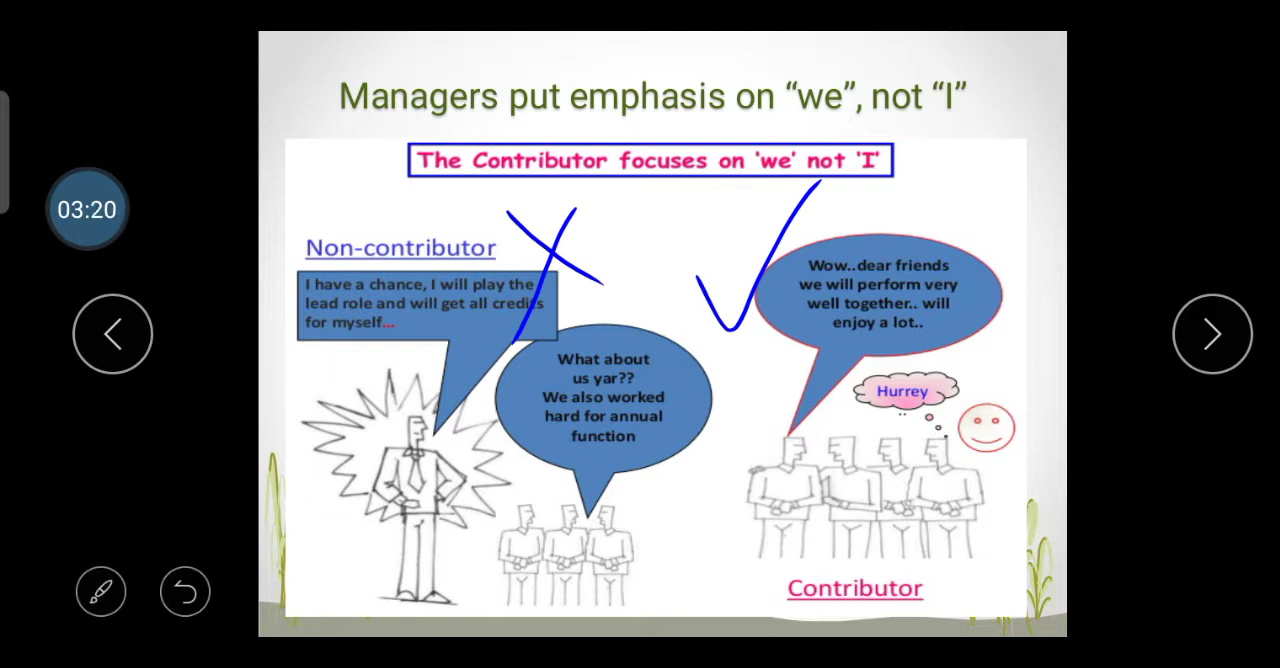 Managers put emphasis on “we”, not “I”
The Contributor focuses on 'we' not 'I'
03:20
Non-contributor
I have a chance, I will play the
lead role and will get all credits
for myself...
What about
us yar??
We also worked
hard for annual
function
Wow..dear friends
we will perform very
well together.. will
enjoy a lot..
Hurrey
Contributor